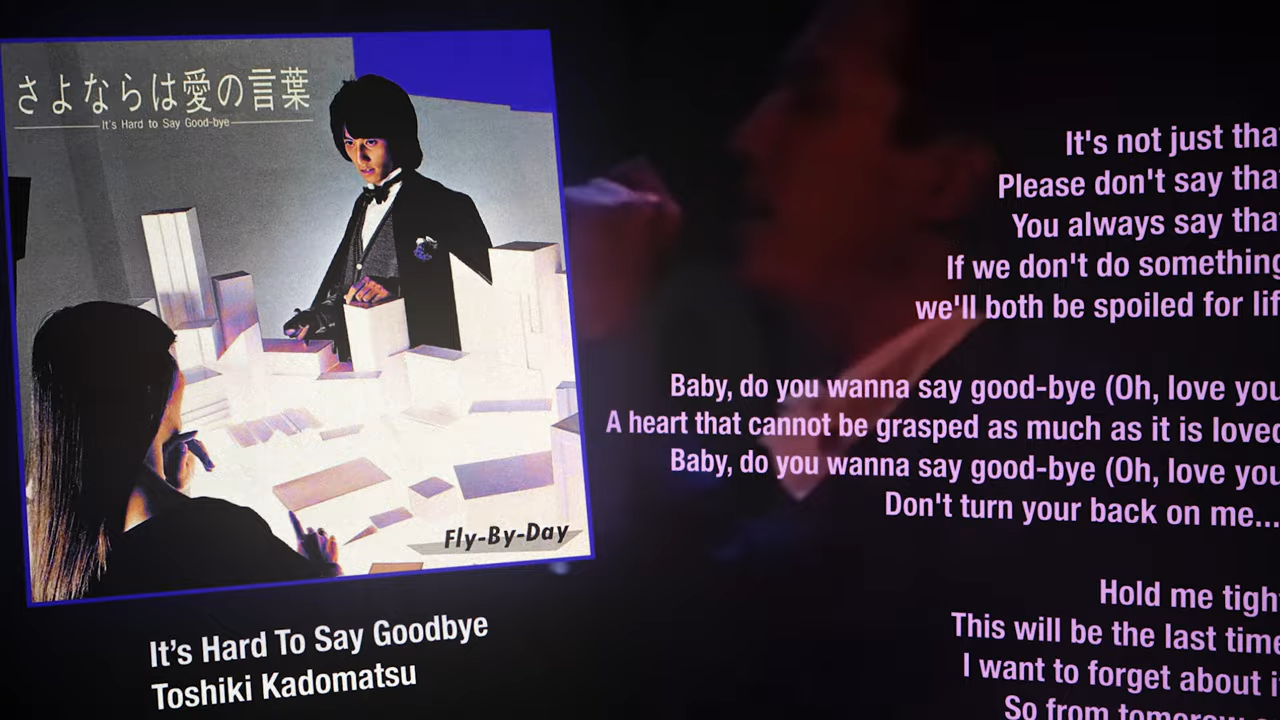 さよならは愛の言葉
It's Hard to Say Good-bye
Fly-By-Day
It's Hard To Say Goodbye
Toshiki Kadomatsu
It's not just tha
Please don't say that
You always say tha
If we don't do something
we'll both be spoiled for lif
Baby, do you wanna say good-bye (Oh, love you
A heart that cannot be grasped as much as it is loved
Baby, do you wanna say good-bye (Oh, love you
Don't turn your back on me...
Hold me tigh
This will be the last time
I want to forget about i
So from tomorrow